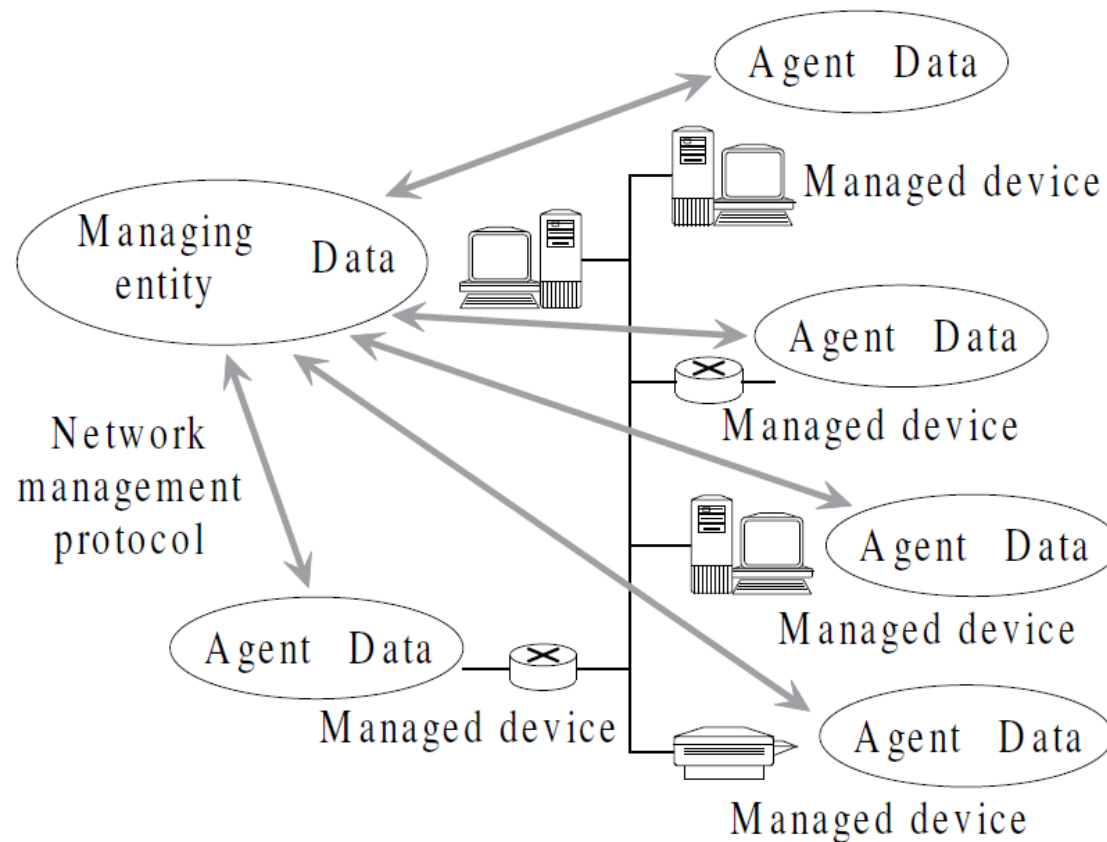 Agent Data
Managed device
Managing
entity
Data
Agent Data
Managed device
Network
management
protocol
Agent Data
Managed device
Agent Data
Managed device
Agent Data
Managed device